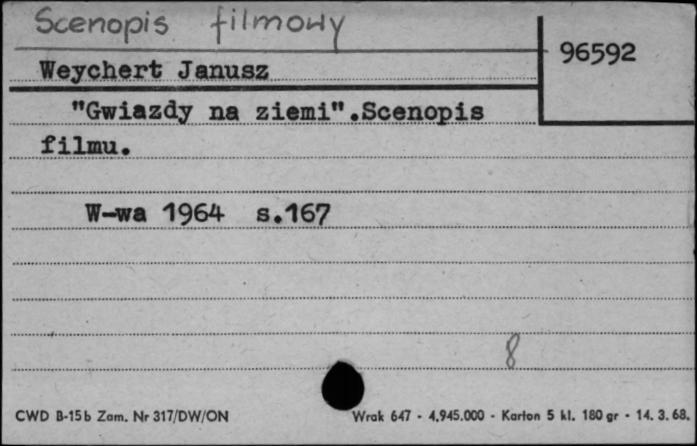 Scenopis filmowy
96592
Weychert Janusz
"Gwiazdy na ziemi".Scenopis
filmu.
W-wa 1964 s.167
8
CWD B-15b Zam. Nr 317/DW/ON Wrak 647 - 4,945.000 - Karton 5 kl. 180 gr - 14. 3. 68.